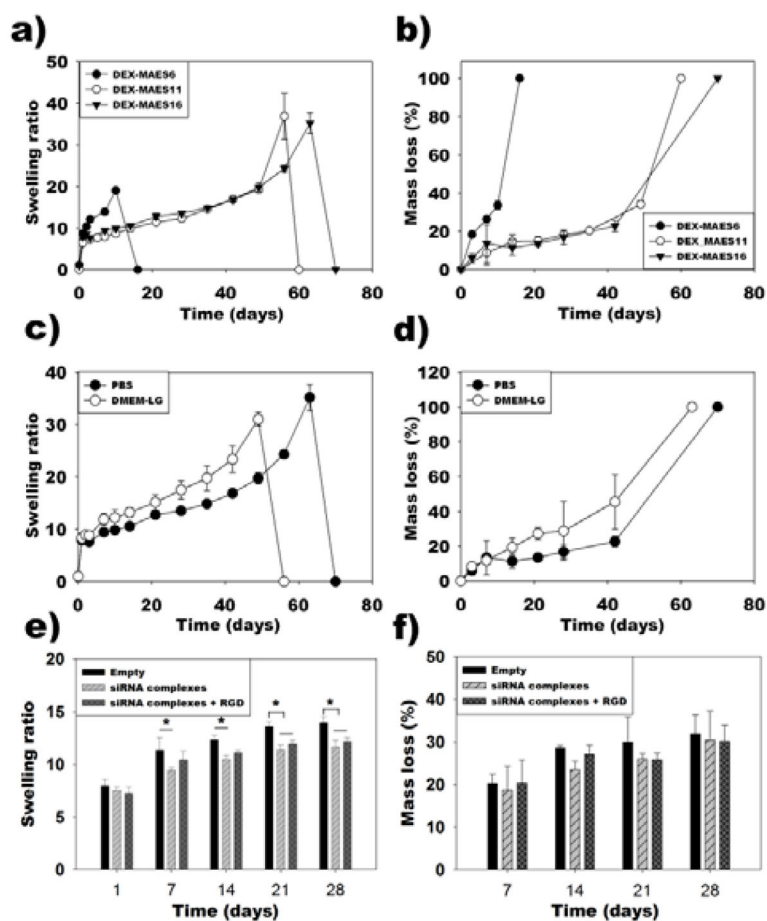 a)
50
40
30
20
10
0
Swelling ratio
DEX-MAES6
DEX-MAES11
DEX-MAES16
0 20 40 60 80
Time (days)
b)
100
80
60
40
20
0
Mass loss (%)
DEX-MAES6
DEX_MAES11
DEX-MAES16
0 20 40 60 80
Time (days)
c)
40
30
20
10
0
Swelling ratio
PBS
DMEM-LG
0 20 40 60 80
Time (days)
d)
120
100
80
60
40
20
0
Mass loss (%)
PBS
DMEM-LG
0 20 40 60 80
Time (days)
e)
20
15
10
5
0
Swelling ratio
Empty
siRNA complexes
siRNA complexes + RGD
* * * *
1 7 14 21 28
Time (days)
f)
50
40
30
20
10
0
Mass loss (%)
Empty
siRNA complexes
siRNA complexes + RGD
7 14 21 28
Time (days)